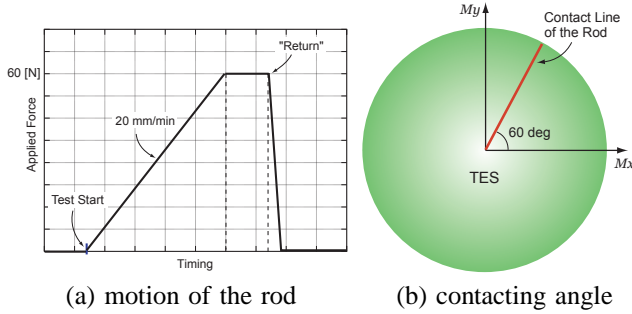 "Return"
60 [N]
20 mm/min
Applied Force
Test Start
Timing
(a) motion of the rod
My
Contact Line
of the Rod
60 deg
Mx
TES
(b) contacting angle